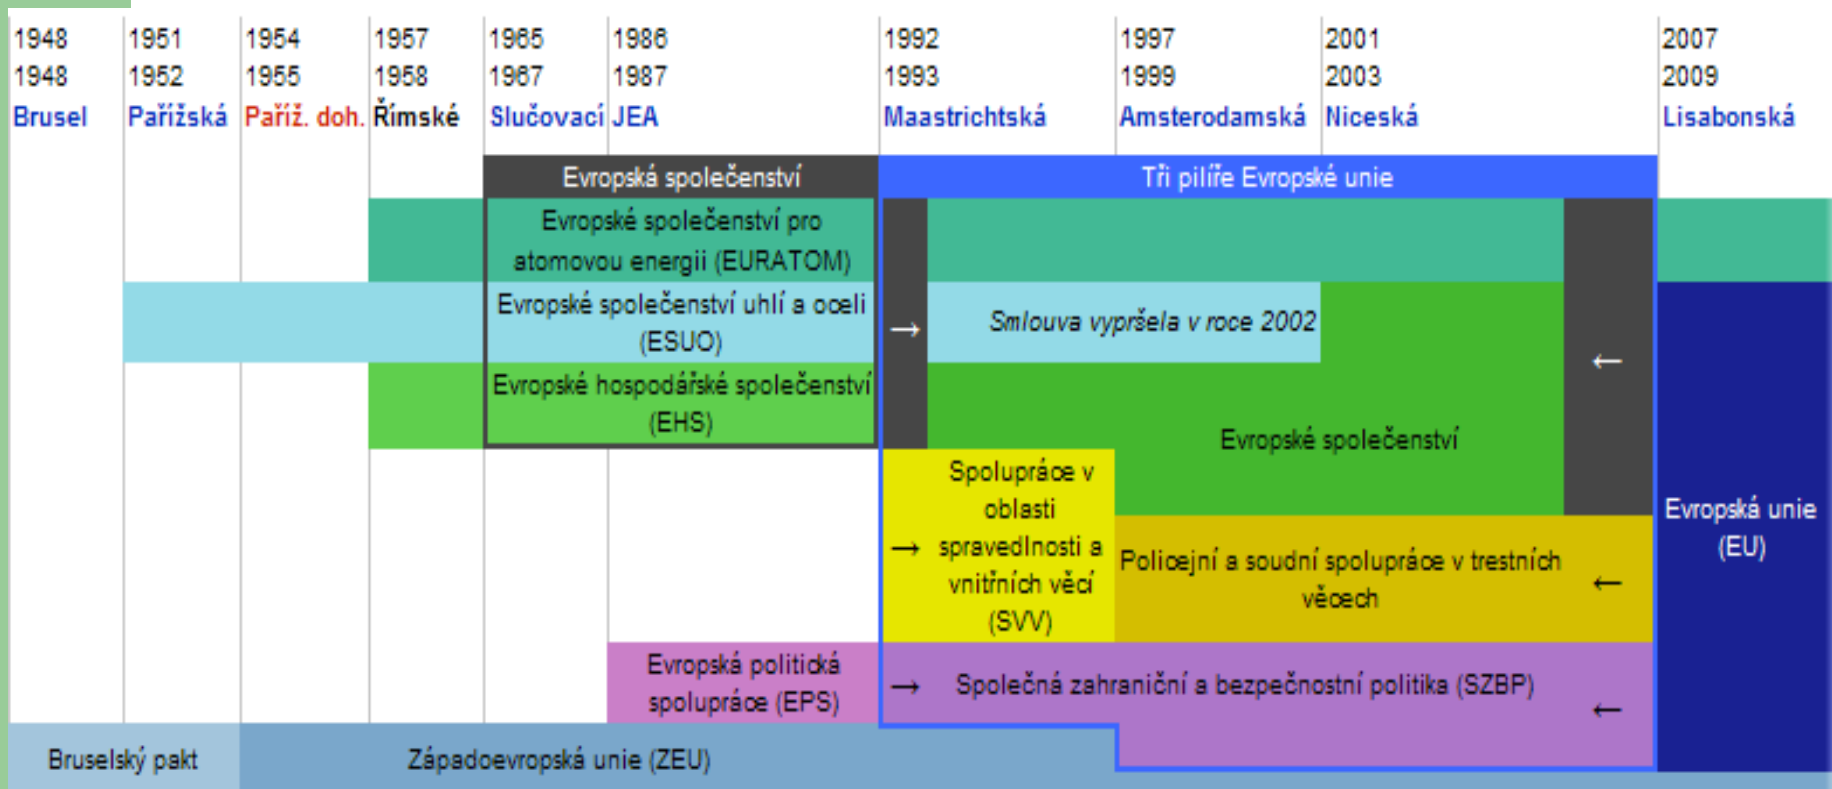 1948 1951 1954 1957 1965 1986 1992 1997 2001 2007
1948 1952 1955 1958 1967 1987 1993 1999 2003 2009
Brusel Pařížská Paříž. doh. Římské Slučovací JEA Maastrichtská Amsterodamská Niceská Lisabonská
Evropská společenství
Tři pilíře Evropské unie
Evropské společenství pro
atomovou energii (EURATOM)
Evropské společenství uhlí a oceli
(ESUO)
→
Smlouva vypršela v roce 2002
←
Evropské hospodářské společenství
(EHS)
Evropské společenství
Spolupráce v
oblasti
→ spravedlnosti a
vnitřních věcí
(SVV)
Policejní a soudní spolupráce v trestních
věcech
←
Evropská unie
(EU)
Evropská politická
spolupráce (EPS)
→ Společná zahraniční a bezpečnostní politika (SZBP)
←
Bruselský pakt
Západoevropská unie (ZEU)